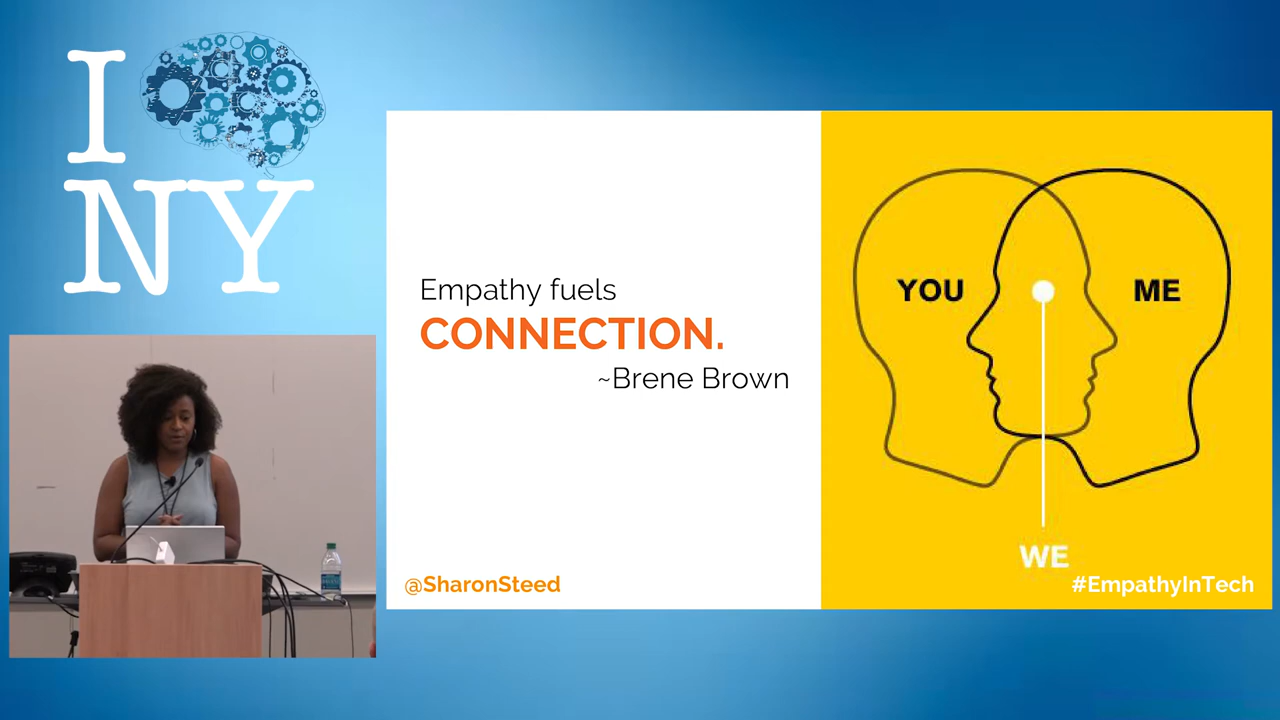 I
NY
Empathy fuels
CONNECTION.
~Brene Brown
@SharonSteed
YOU
ME
WE
#EmpathyInTech